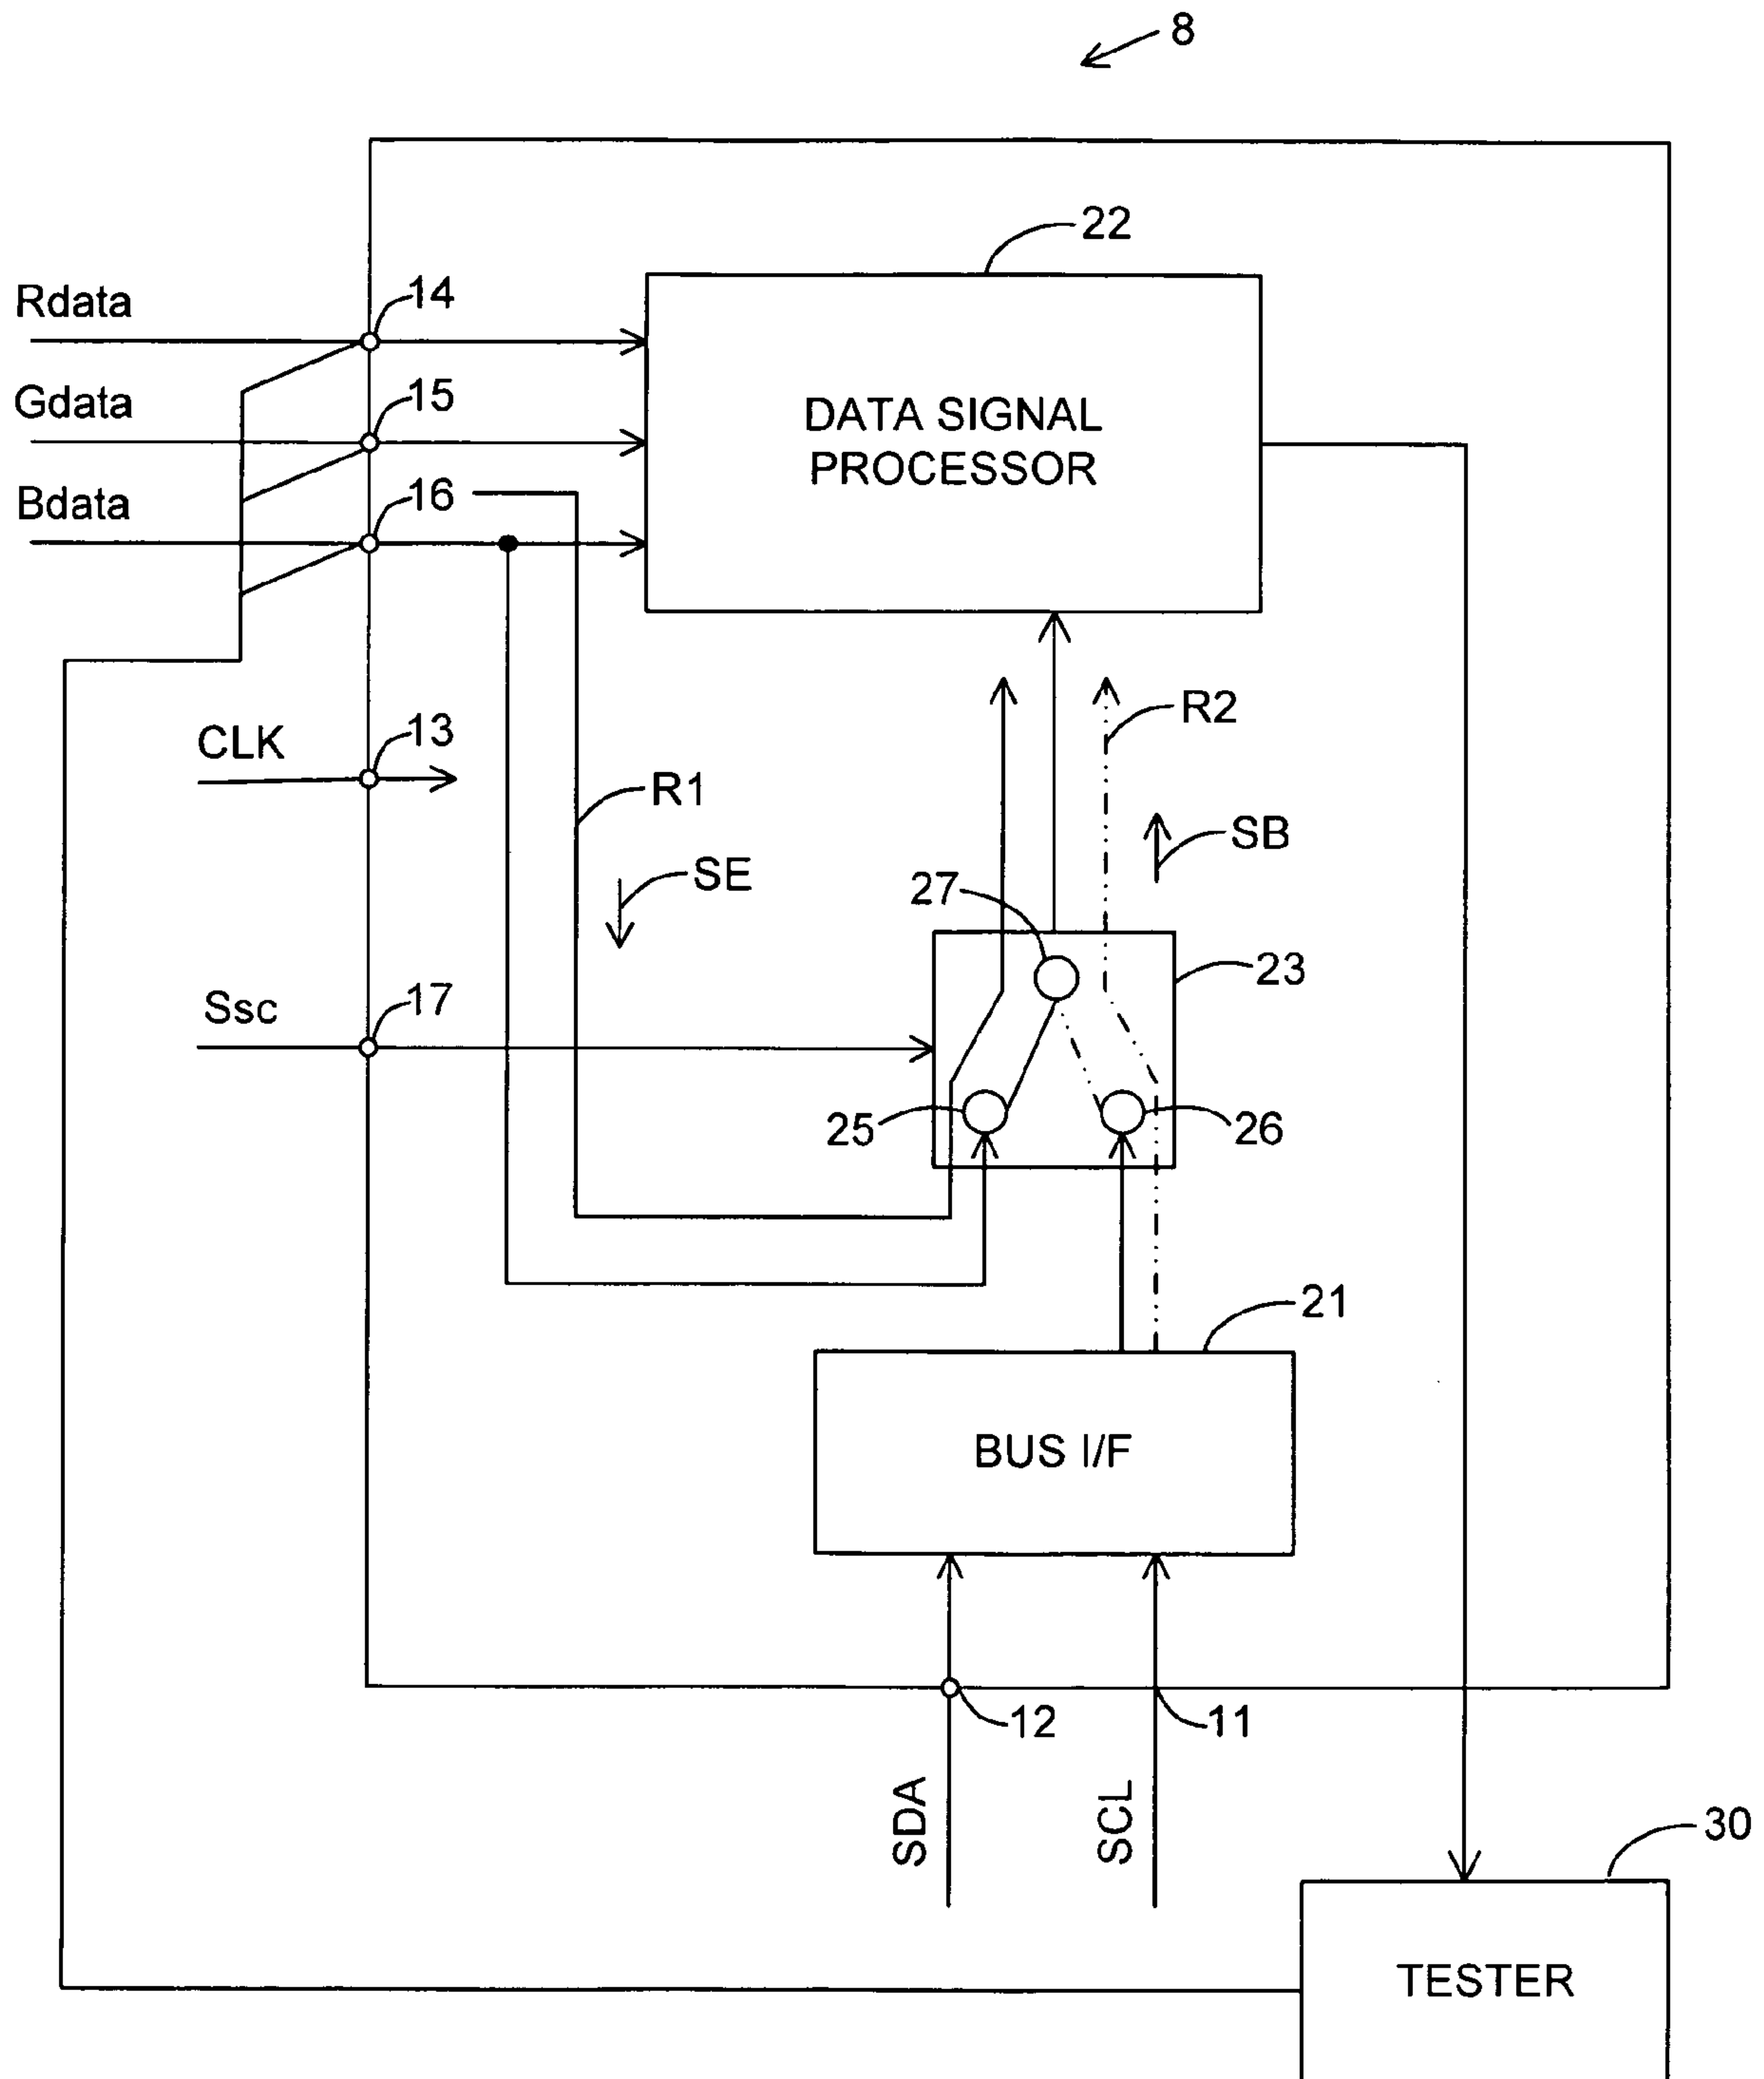 8
22
Rdata
14
Gdata
15
DATA SIGNAL
PROCESSOR
Bdata
16
R2
CLK
13
R1
SB
SE
27
23
Ssc
17
25
26
21
BUS I/F
12
11
SDA
SCL
30
TESTER